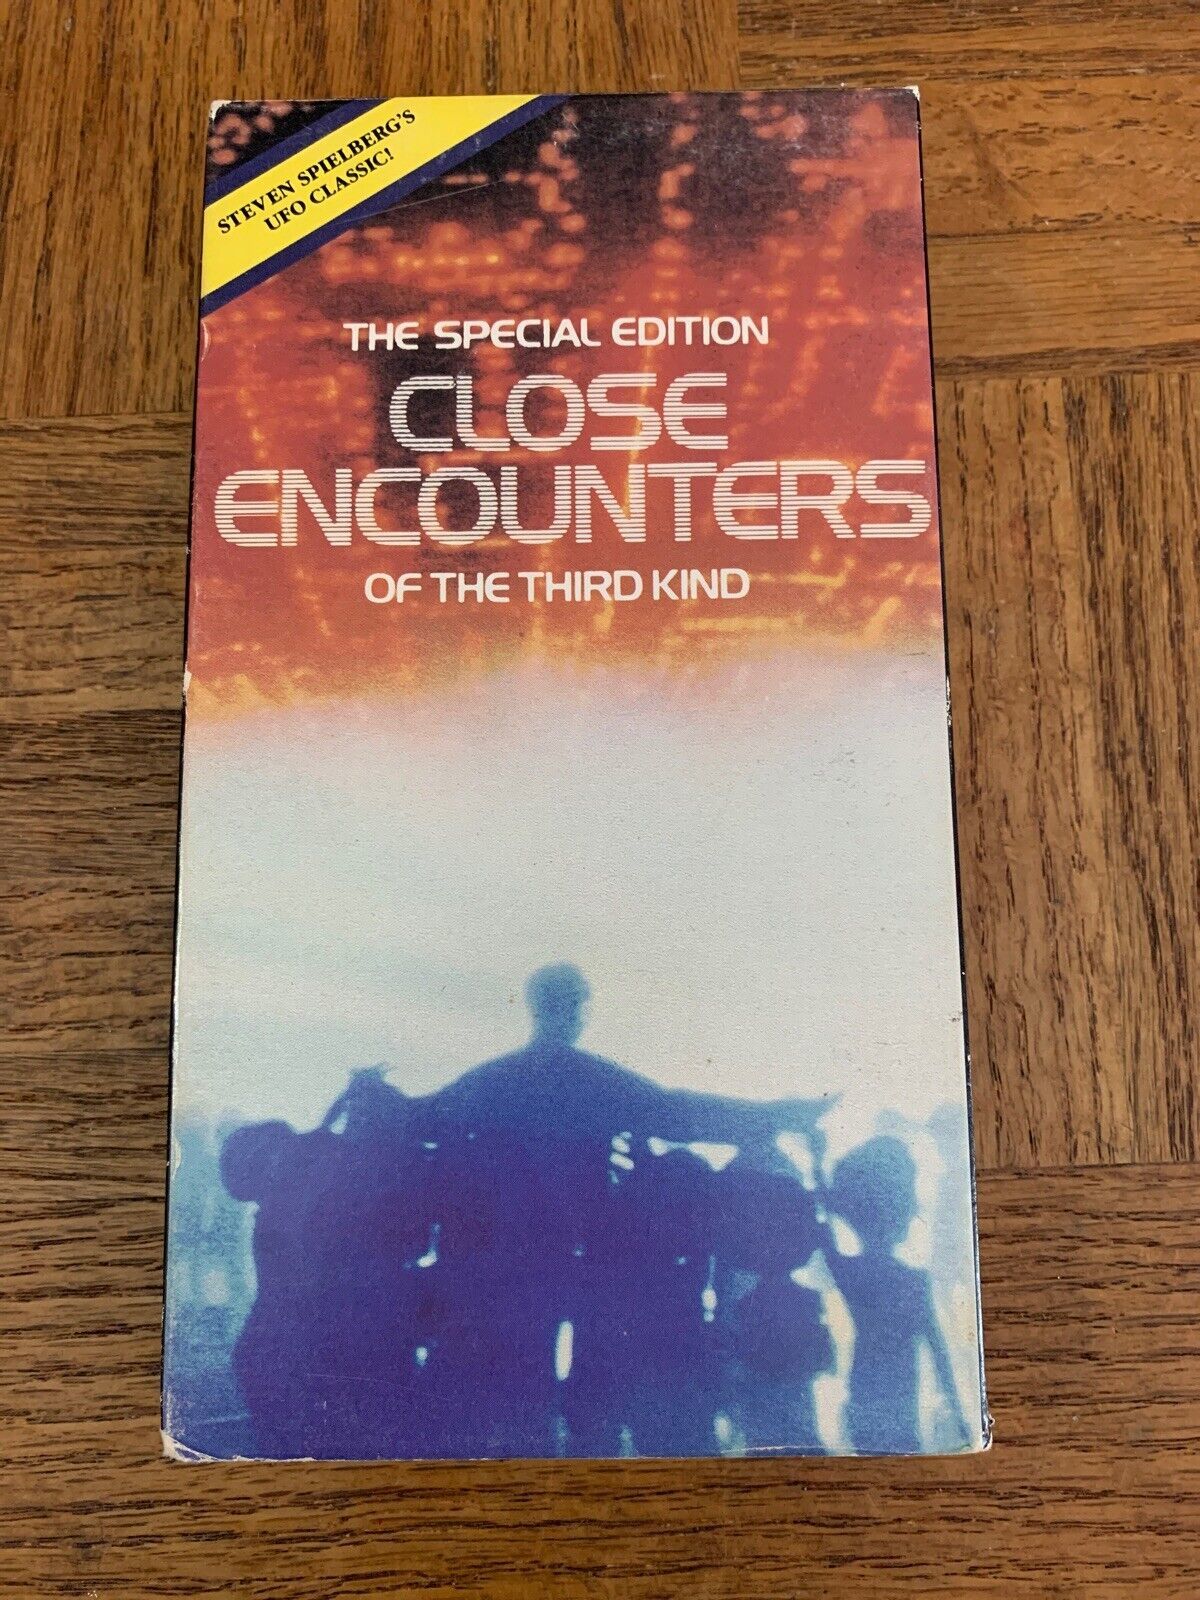 STEVEN SPIELBERG'S
UFO CLASSIC!
THE SPECIAL EDITION
CLOSE
ENCOUNTERS
OF THE THIRD KIND